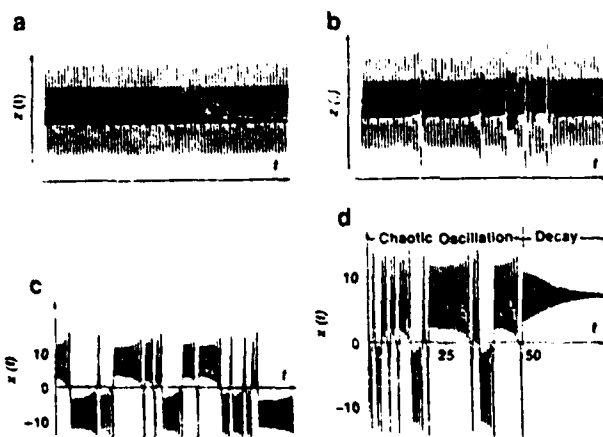 a
b
z (t)
t
z (t)
t
d
Chaotic Oscillation
Decay
c
10
0
-10
x (t)
t
10
0
-10
x (t)
25
50
t